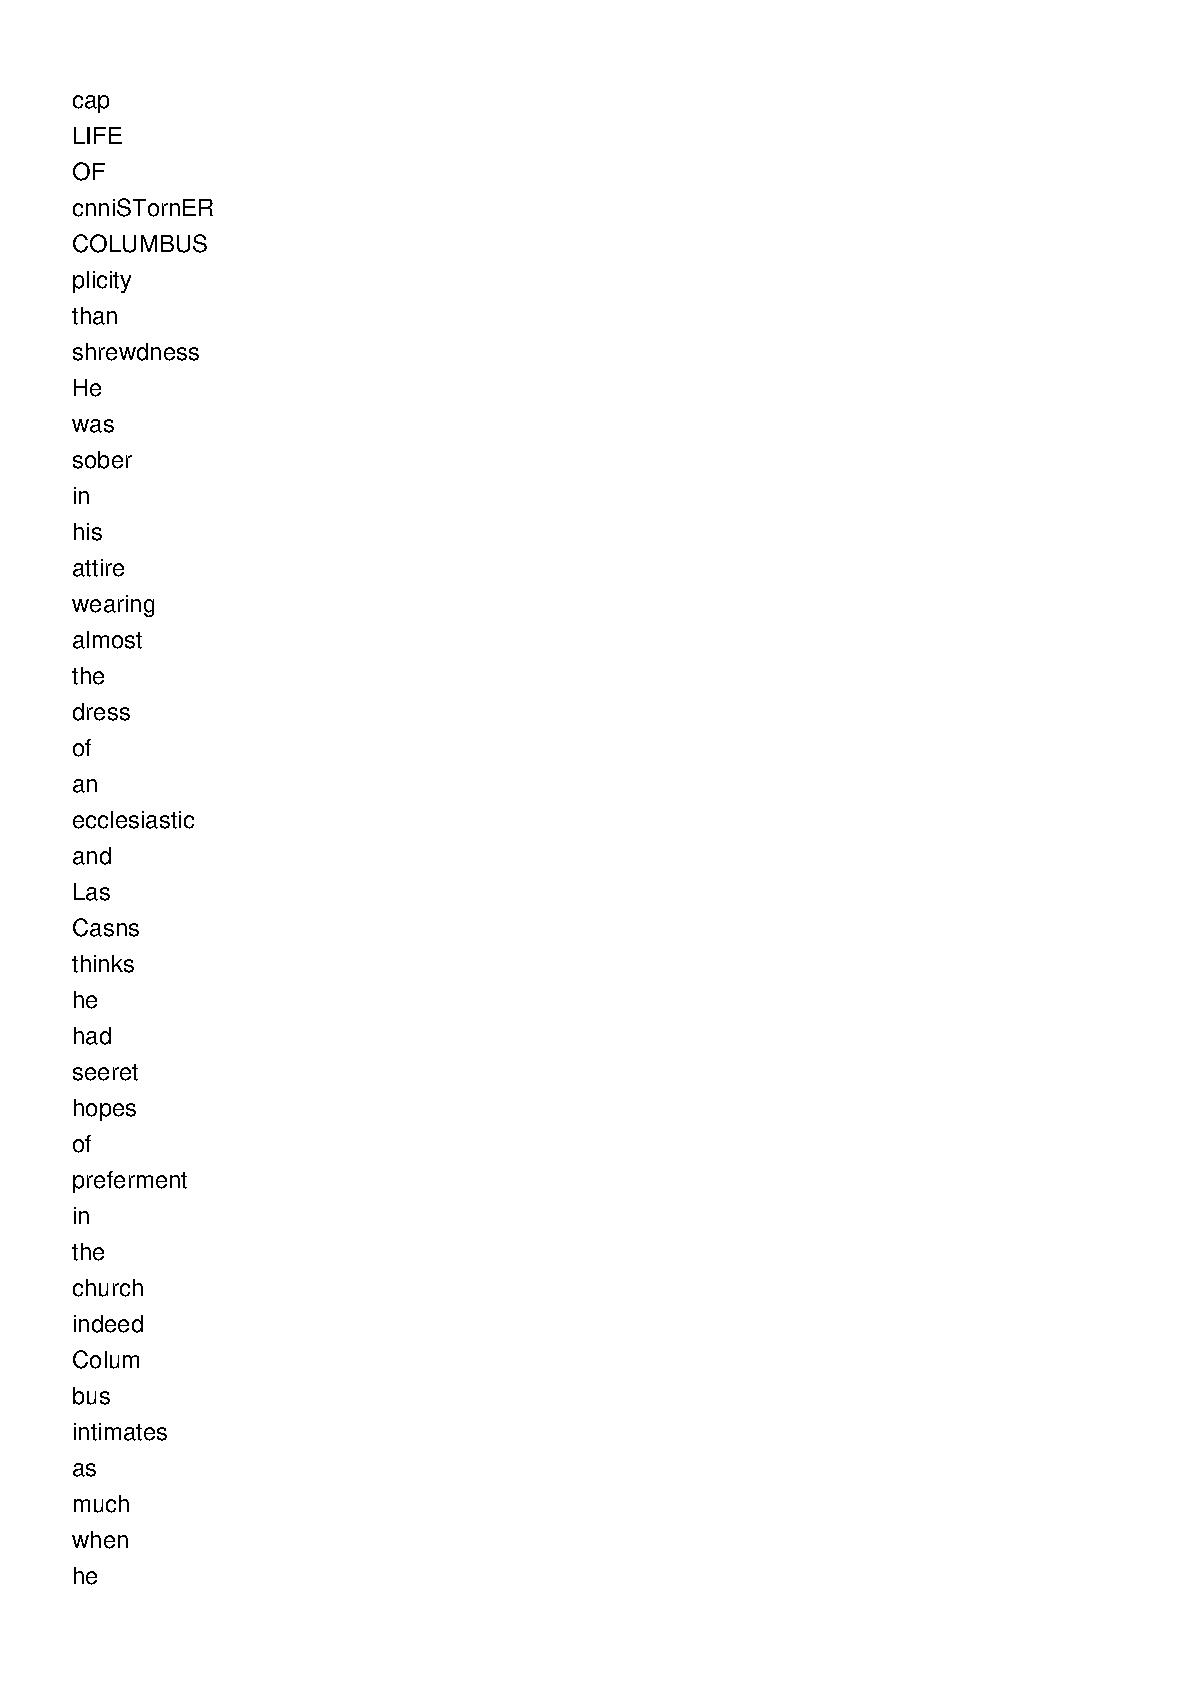 cap
LIFE
OF
cnniSTornER
COLUMBUS
plicity
than
shrewdness
He
was
sober
in
his
attire
wearing
almost
the
dress
of
an
ecclesiastic
and
Las
Casns
thinks
he
had
seeret
hopes
of
preferment
in
the
church
indeed
Colum
bus
intimates
as
much
when
he